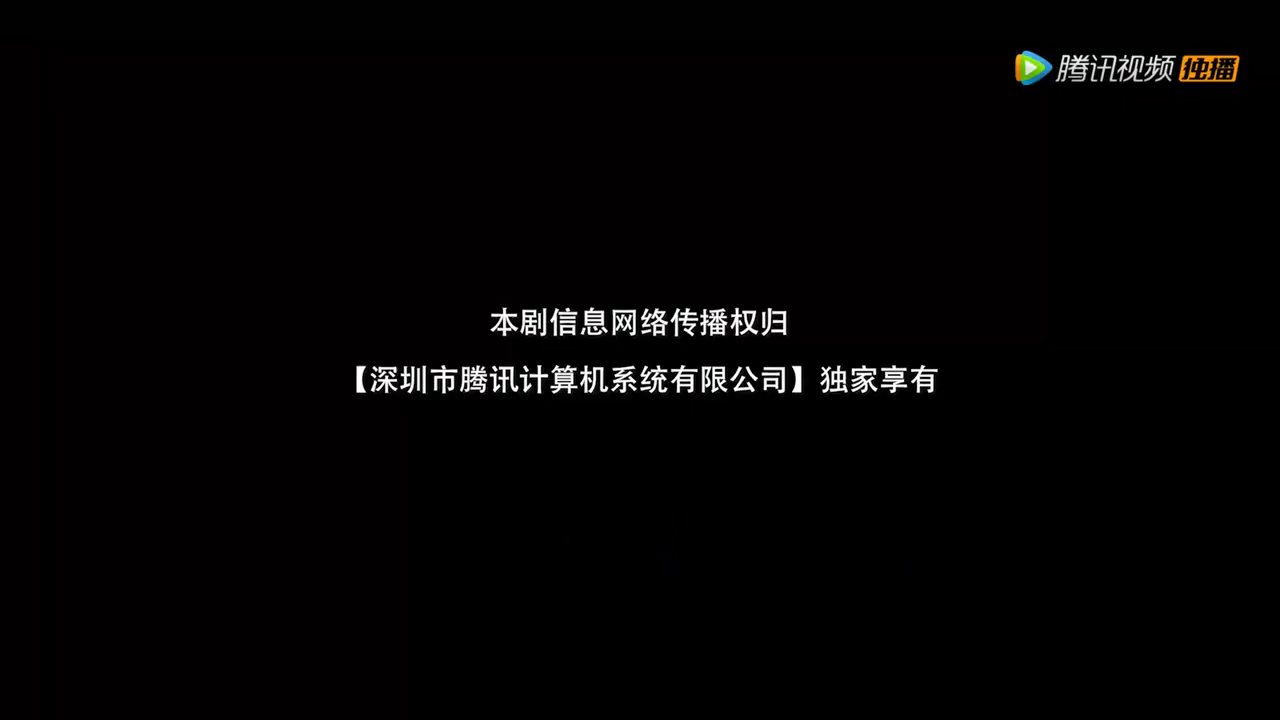 腾讯视频 独播
本剧信息网络传播权归
【深圳市腾讯计算机系统有限公司】独家享有